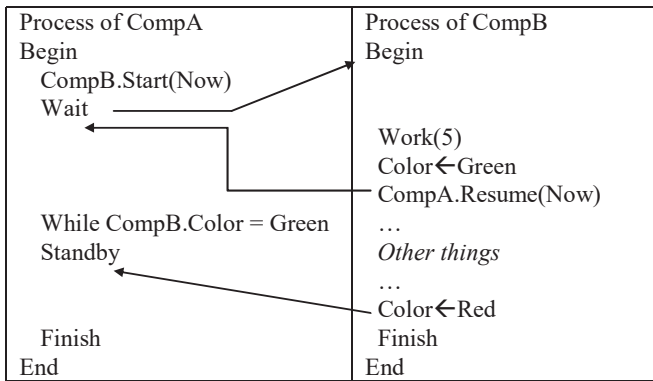 Process of CompA
Begin
CompB.Start(Now)
Wait
While CompB.Color = Green
Standby
Finish
End
Process of CompB
Begin
Work(5)
Color←Green
CompA.Resume(Now)
…
Other things
…
Color←Red
Finish
End